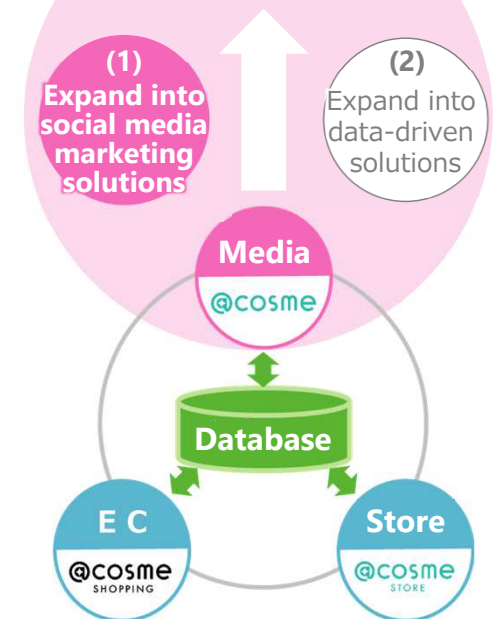 (1)
Expand into
social media
marketing
solutions
(2)
Expand into
data-driven
solutions
Media
@cosme
Database
E C
@cosme
SHOPPING
Store
@cosme
STORE